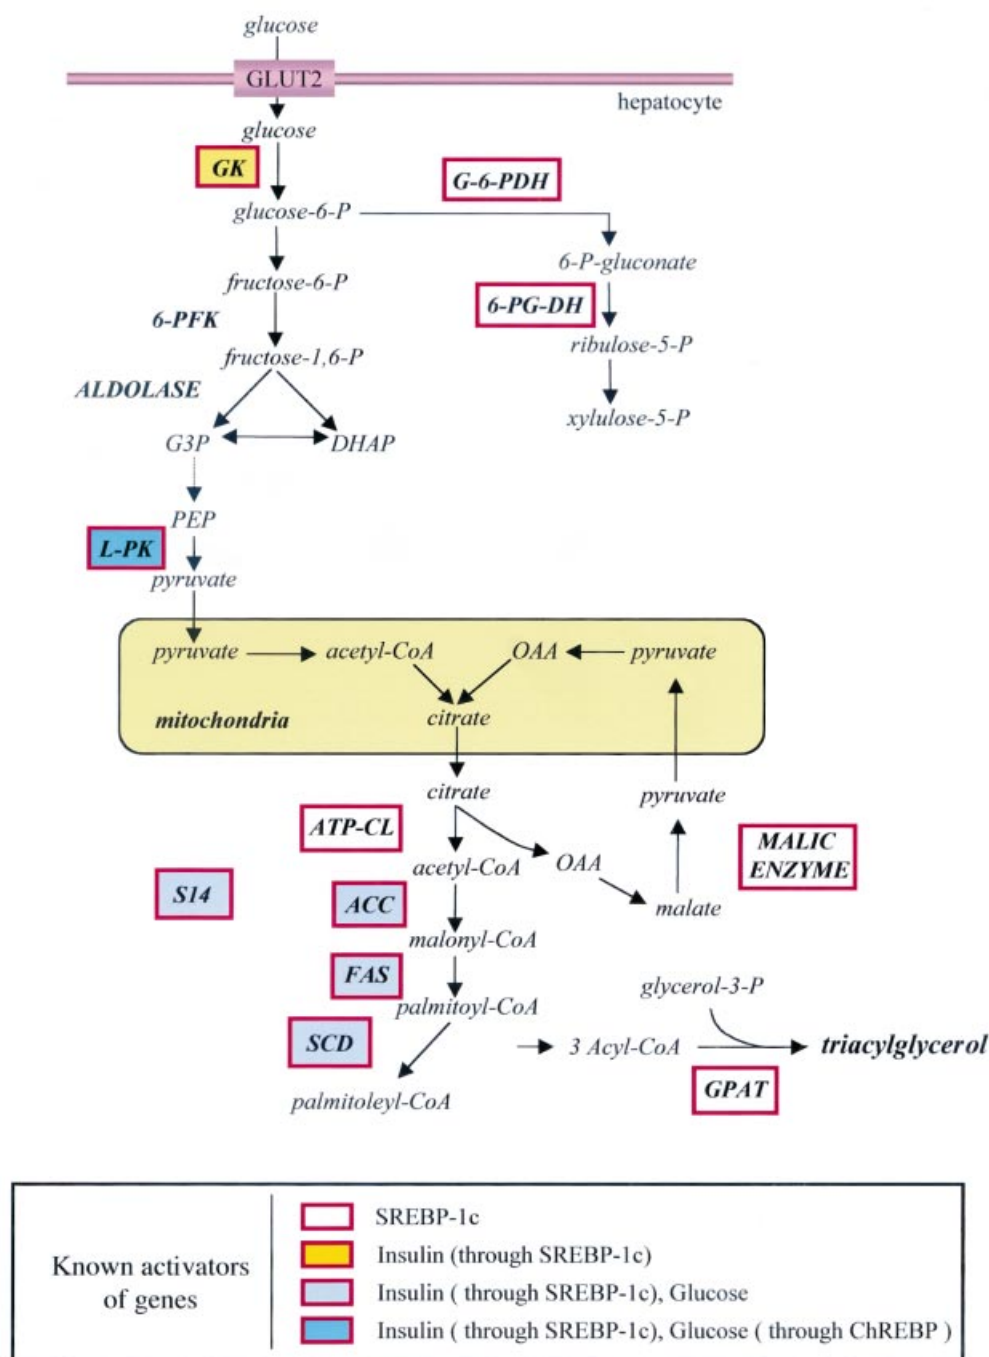 glucose
GLUT2
hepatocyte
glucose
GK
G-6-PDH
glucose-6-P
6-P-gluconate
fructose-6-P
6-PG-DH
6-PFK
ribulose-5-P
fructose-1,6-P
ALDOLASE
xylulose-5-P
G3P
DHAP
PEP
L-PK
pyruvate
pyruvate
acetyl-CoA
OAA
pyruvate
mitochondria
citrate
citrate
pyruvate
ATP-CL
MALIC
ENZYME
acetyl-CoA
OAA
S14
ACC
malate
malonyl-CoA
FAS
glycerol-3-P
palmitoyl-CoA
SCD
3 Acyl-CoA
triacylglycerol
GPAT
palmitoleyl-CoA
Known activators
of genes
SREBP-1c
Insulin (through SREBP-1c)
Insulin ( through SREBP-1c), Glucose
Insulin ( through SREBP-1c), Glucose ( through ChREBP )